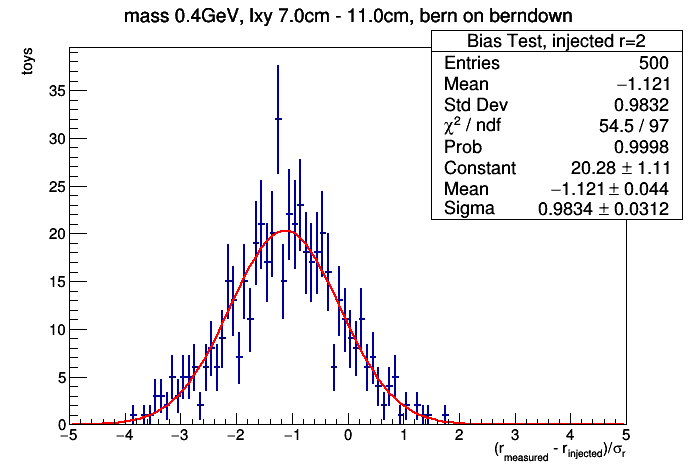 mass 0.4GeV, lxy 7.0cm - 11.0cm, bern on berndown
Bias Test, injected r=2
Entries 500
Mean −1.121
Std Dev 0.9832
χ² / ndf 54.5 / 97
Prob 0.9998
Constant 20.28 ± 1.11
Mean −1.121 ± 0.044
Sigma 0.9834 ± 0.0312
toys
35
30
25
20
15
10
5
0
−5 −4 −3 −2 −1 0 1 2 3 4 5
(r_measured - r_injected)/σ_r